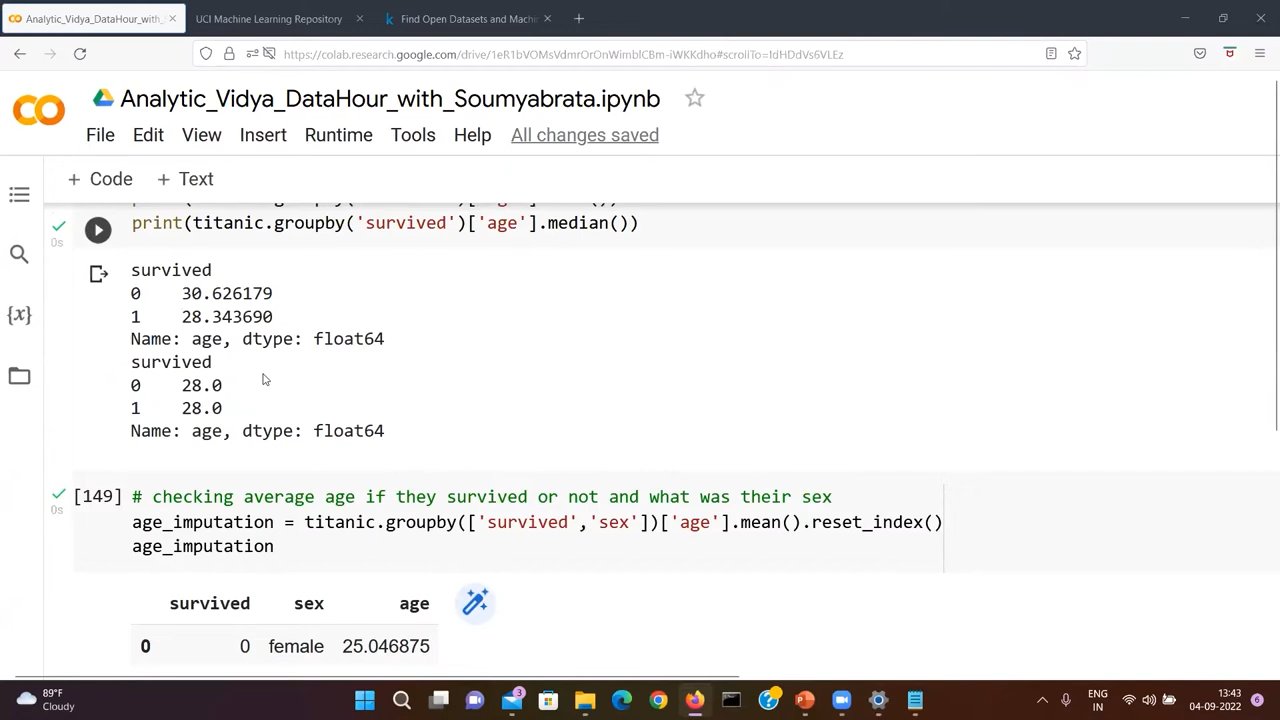 Analytic_Vidya_DataHour_with_
UCI Machine Learning Repository
Find Open Datasets and Machi
https://colab.research.google.com/drive/1eR1bVOMsVdmrOrOnWimblCBm-iWKKdho#scrollTo=IdHDdVs6VLEz
Analytic_Vidya_DataHour_with_Soumyabrata.ipynb
File Edit View Insert Runtime Tools Help All changes saved
+ Code + Text
print(titanic.groupby('survived')['age'].median())
0s
survived
0 30.626179
1 28.343690
Name: age, dtype: float64
survived
0 28.0
1 28.0
Name: age, dtype: float64
[149] # checking average age if they survived or not and what was their sex
0s
age_imputation = titanic.groupby(['survived','sex'])['age'].mean().reset_index()
age_imputation
survived sex age
0 0 female 25.046875
89°F
Cloudy
3
ENG
IN
13:43
04-09-2022
6